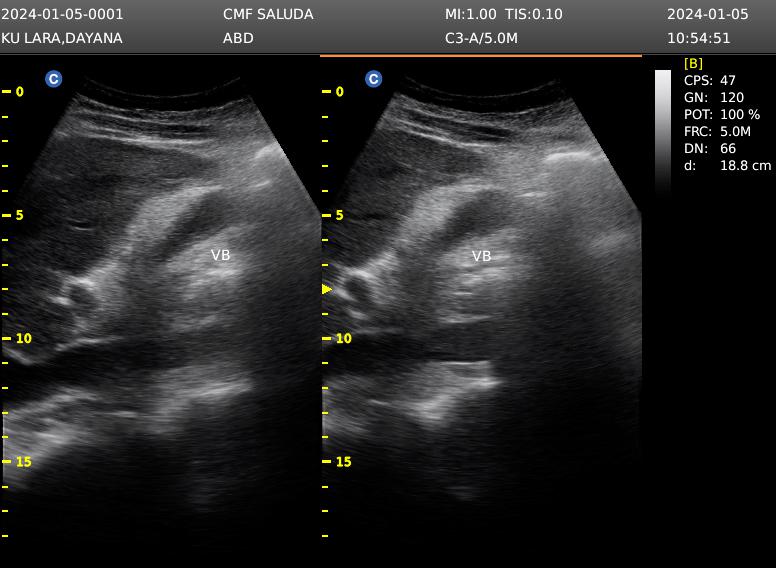 2024-01-05-0001 CMF SALUDA MI:1.00 TIS:0.10 2024-01-05
KU LARA,DAYANA ABD C3-A/5.0M 10:54:51
C
C
[B]
CPS: 47
GN: 120
POT: 100 %
FRC: 5.0M
DN: 66
d: 18.8 cm
0
5
10
15
0
5
10
15
VB
VB